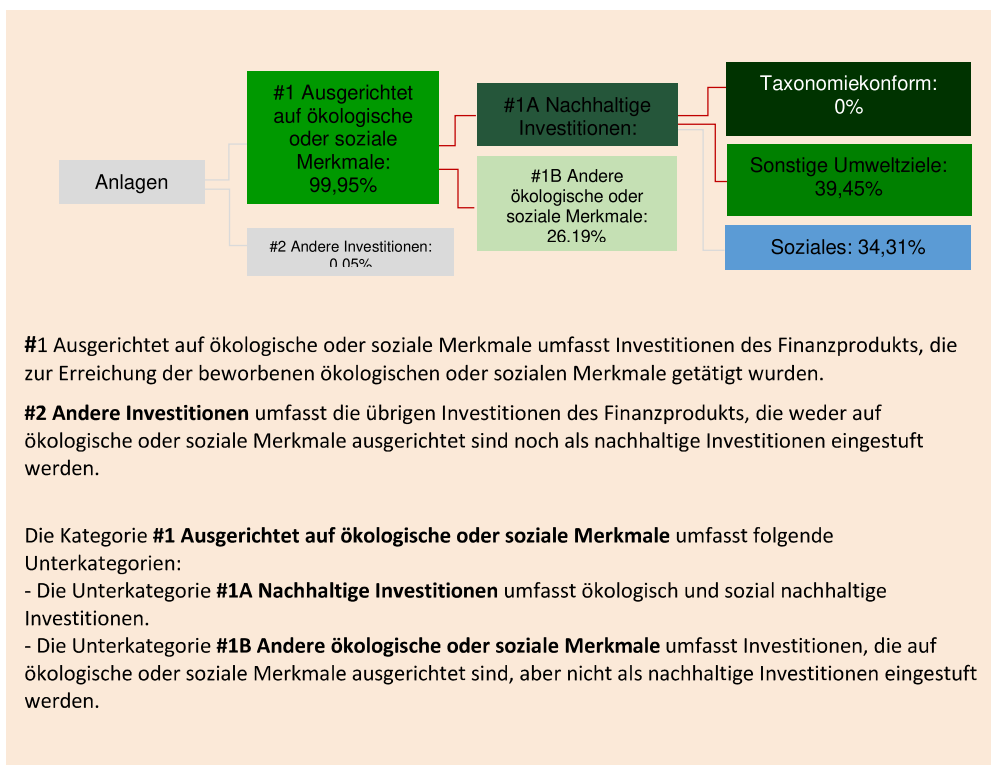 #1 Ausgerichtet
auf ökologische
oder soziale
Merkmale:
99,95%
Anlagen
#2 Andere Investitionen:
0,05%
#1A Nachhaltige
Investitionen:
#1B Andere
ökologische oder
soziale Merkmale:
26,19%
Taxonomiekonform:
0%
Sonstige Umweltziele:
39,45%
Soziales: 34,31%
#1 Ausgerichtet auf ökologische oder soziale Merkmale umfasst Investitionen des Finanzprodukts, die
zur Erreichung der beworbenen ökologischen oder sozialen Merkmale getätigt wurden.
#2 Andere Investitionen umfasst die übrigen Investitionen des Finanzprodukts, die weder auf
ökologische oder soziale Merkmale ausgerichtet sind noch als nachhaltige Investitionen eingestuft
werden.
Die Kategorie #1 Ausgerichtet auf ökologische oder soziale Merkmale umfasst folgende
Unterkategorien:
- Die Unterkategorie #1A Nachhaltige Investitionen umfasst ökologisch und sozial nachhaltige
Investitionen.
- Die Unterkategorie #1B Andere ökologische oder soziale Merkmale umfasst Investitionen, die auf
ökologische oder soziale Merkmale ausgerichtet sind, aber nicht als nachhaltige Investitionen eingestuft
werden.